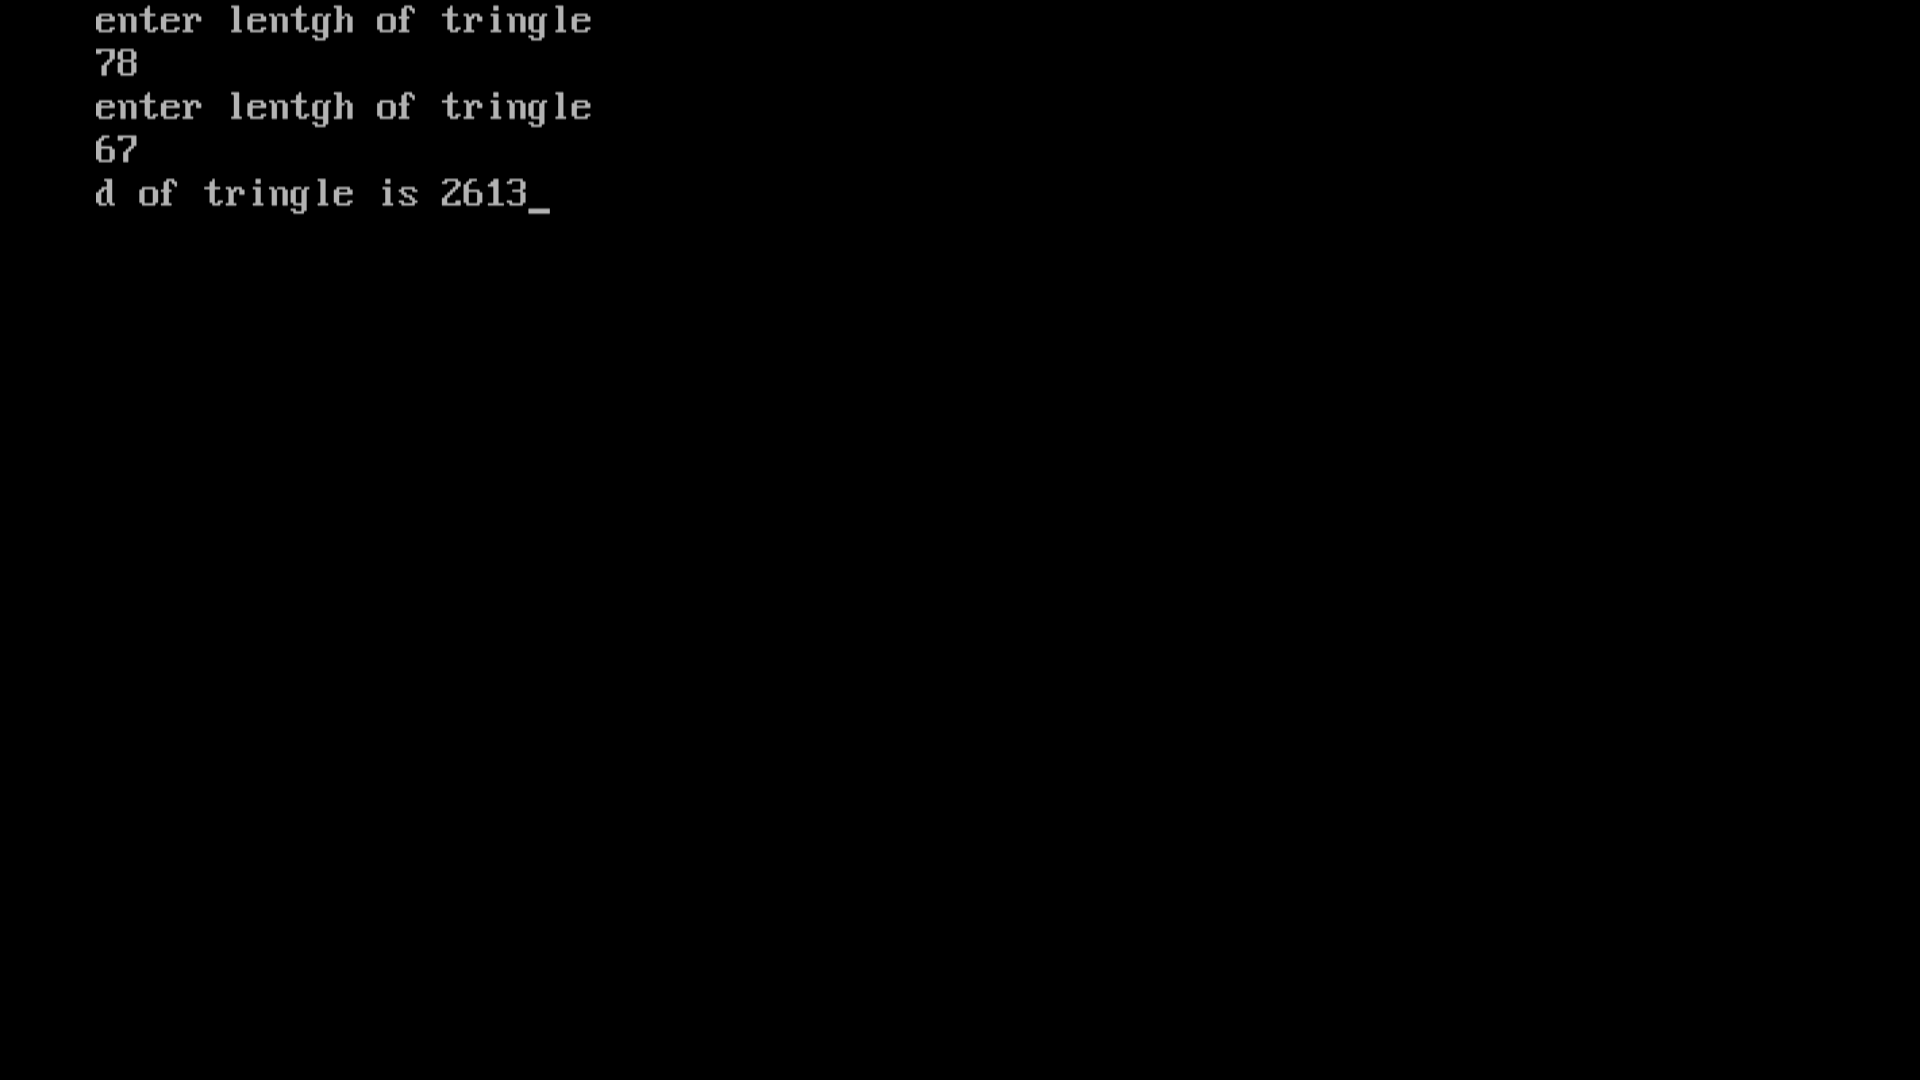 enter lentgh of tringle
78
enter lentgh of tringle
67
d of tringle is 2613_